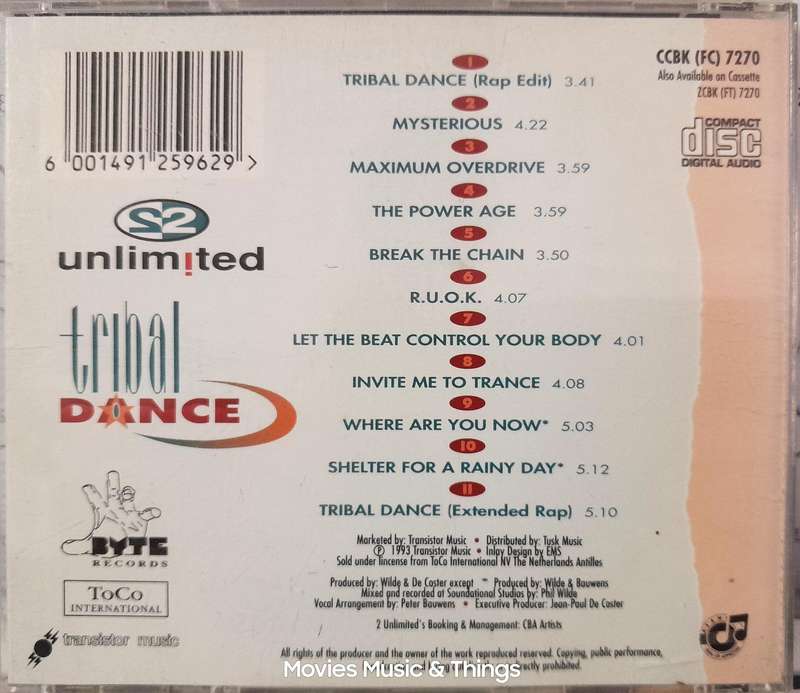 6 001491 259629 >
2 unlim!ted
tribal
DANCE
BYTE
RECORDS
ToCo
INTERNATIONAL
transistor music
1
TRIBAL DANCE (Rap Edit) 3.41
2
MYSTERIOUS 4.22
3
MAXIMUM OVERDRIVE 3.59
4
THE POWER AGE 3.59
5
BREAK THE CHAIN 3.50
6
R.U.O.K. 4.07
7
LET THE BEAT CONTROL YOUR BODY 4.01
8
INVITE ME TO TRANCE 4.08
9
WHERE ARE YOU NOW* 5.03
10
SHELTER FOR A RAINY DAY* 5.12
11
TRIBAL DANCE (Extended Rap) 5.10
Marketed by: Transistor Music • Distributed by: Tusk Music
℗ 1993 Transistor Music • Inlay Design by EMS
Sold under lincense from ToCo International NV The Netherlands Antilles
Produced by: Wilde & De Coster except "" Produced by: Wilde & Bauwens
Mixed and recorded at Soundational Studios by: Phil Wilde
Vocal Arrangement by: Peter Bauwens • Executive Producer: Jean-Paul De Coster
2 Unlimited's Booking & Management: CBA Artists
All rights of the producer and the owner of the work reproduced reserved. Copying, public performance,
strictly prohibited.
CCBK (FC) 7270
Also Available on Cassette
ZCBK (FT) 7270
COMPACT
disc
DIGITAL AUDIO
Movies Music & Things